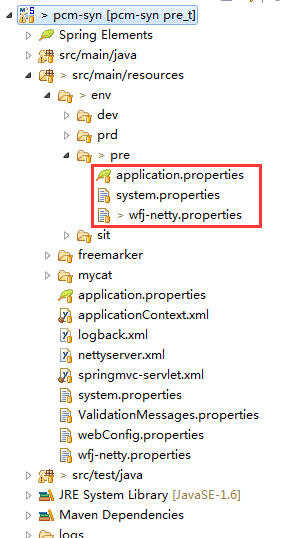 > pcm-syn [pcm-syn pre_t]
Spring Elements
src/main/java
> src/main/resources
> env
dev
prd
> pre
application.properties
system.properties
> wfj-netty.properties
sit
freemarker
mycat
application.properties
applicationContext.xml
logback.xml
nettyserver.xml
springmvc-servlet.xml
system.properties
ValidationMessages.properties
webConfig.properties
wfj-netty.properties
> src/test/java
JRE System Library [JavaSE-1.6]
Maven Dependencies
logs